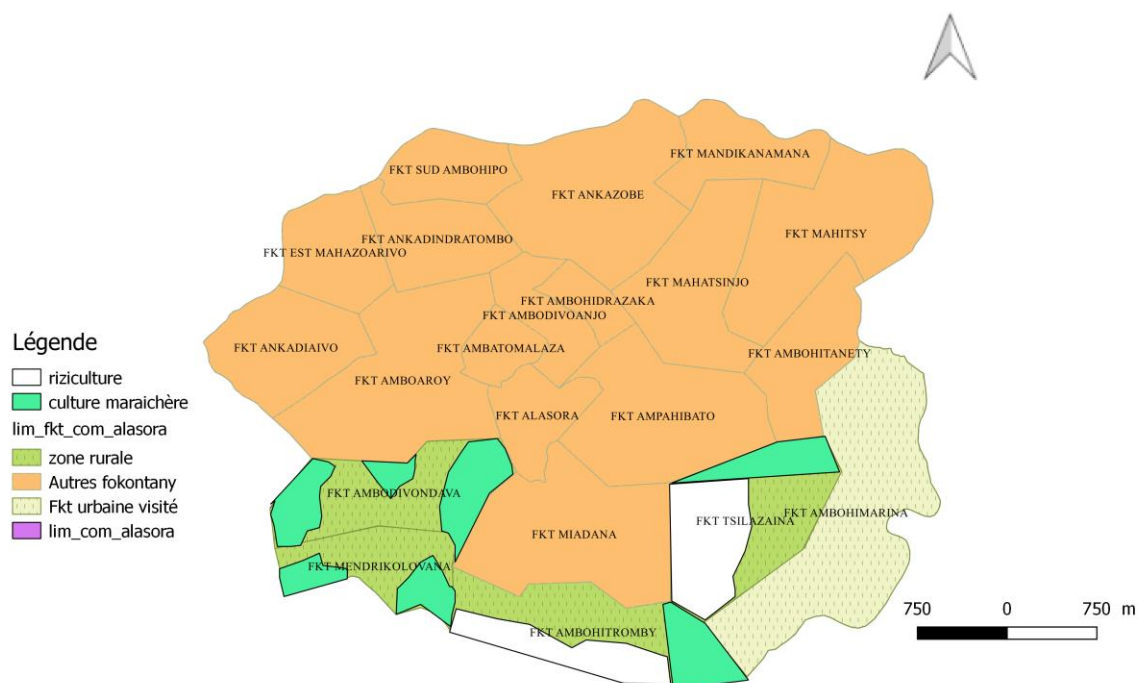 FKT MANDIKANAMANA
FKT SUD AMBOHIPO
FKT ANKAZOBE
FKT MAHITSY
FKT ANKADINDRATOMBO
FKT EST MAHAZOARIVO
FKT MAHATSINJO
FKT AMBOHIDRAZAKA
FKT AMBODIVOANJO
FKT ANKADIAIVO
FKT AMBATOMALAZA
FKT AMBOHITANETY
FKT AMBOAROY
FKT ALASORA
FKT AMPAHIBATO
FKT AMBODIVONDAVA
FKT AMBOHIMARINA
FKT TSILAZAINA
FKT MIADANA
FKT MENDRIKOLOVANA
FKT AMBOHITROMBY
Légende
riziculture
culture maraichère
lim_fkt_com_alasora
zone rurale
Autres fokontany
Fkt urbaine visité
lim_com_alasora
750 0 750 m